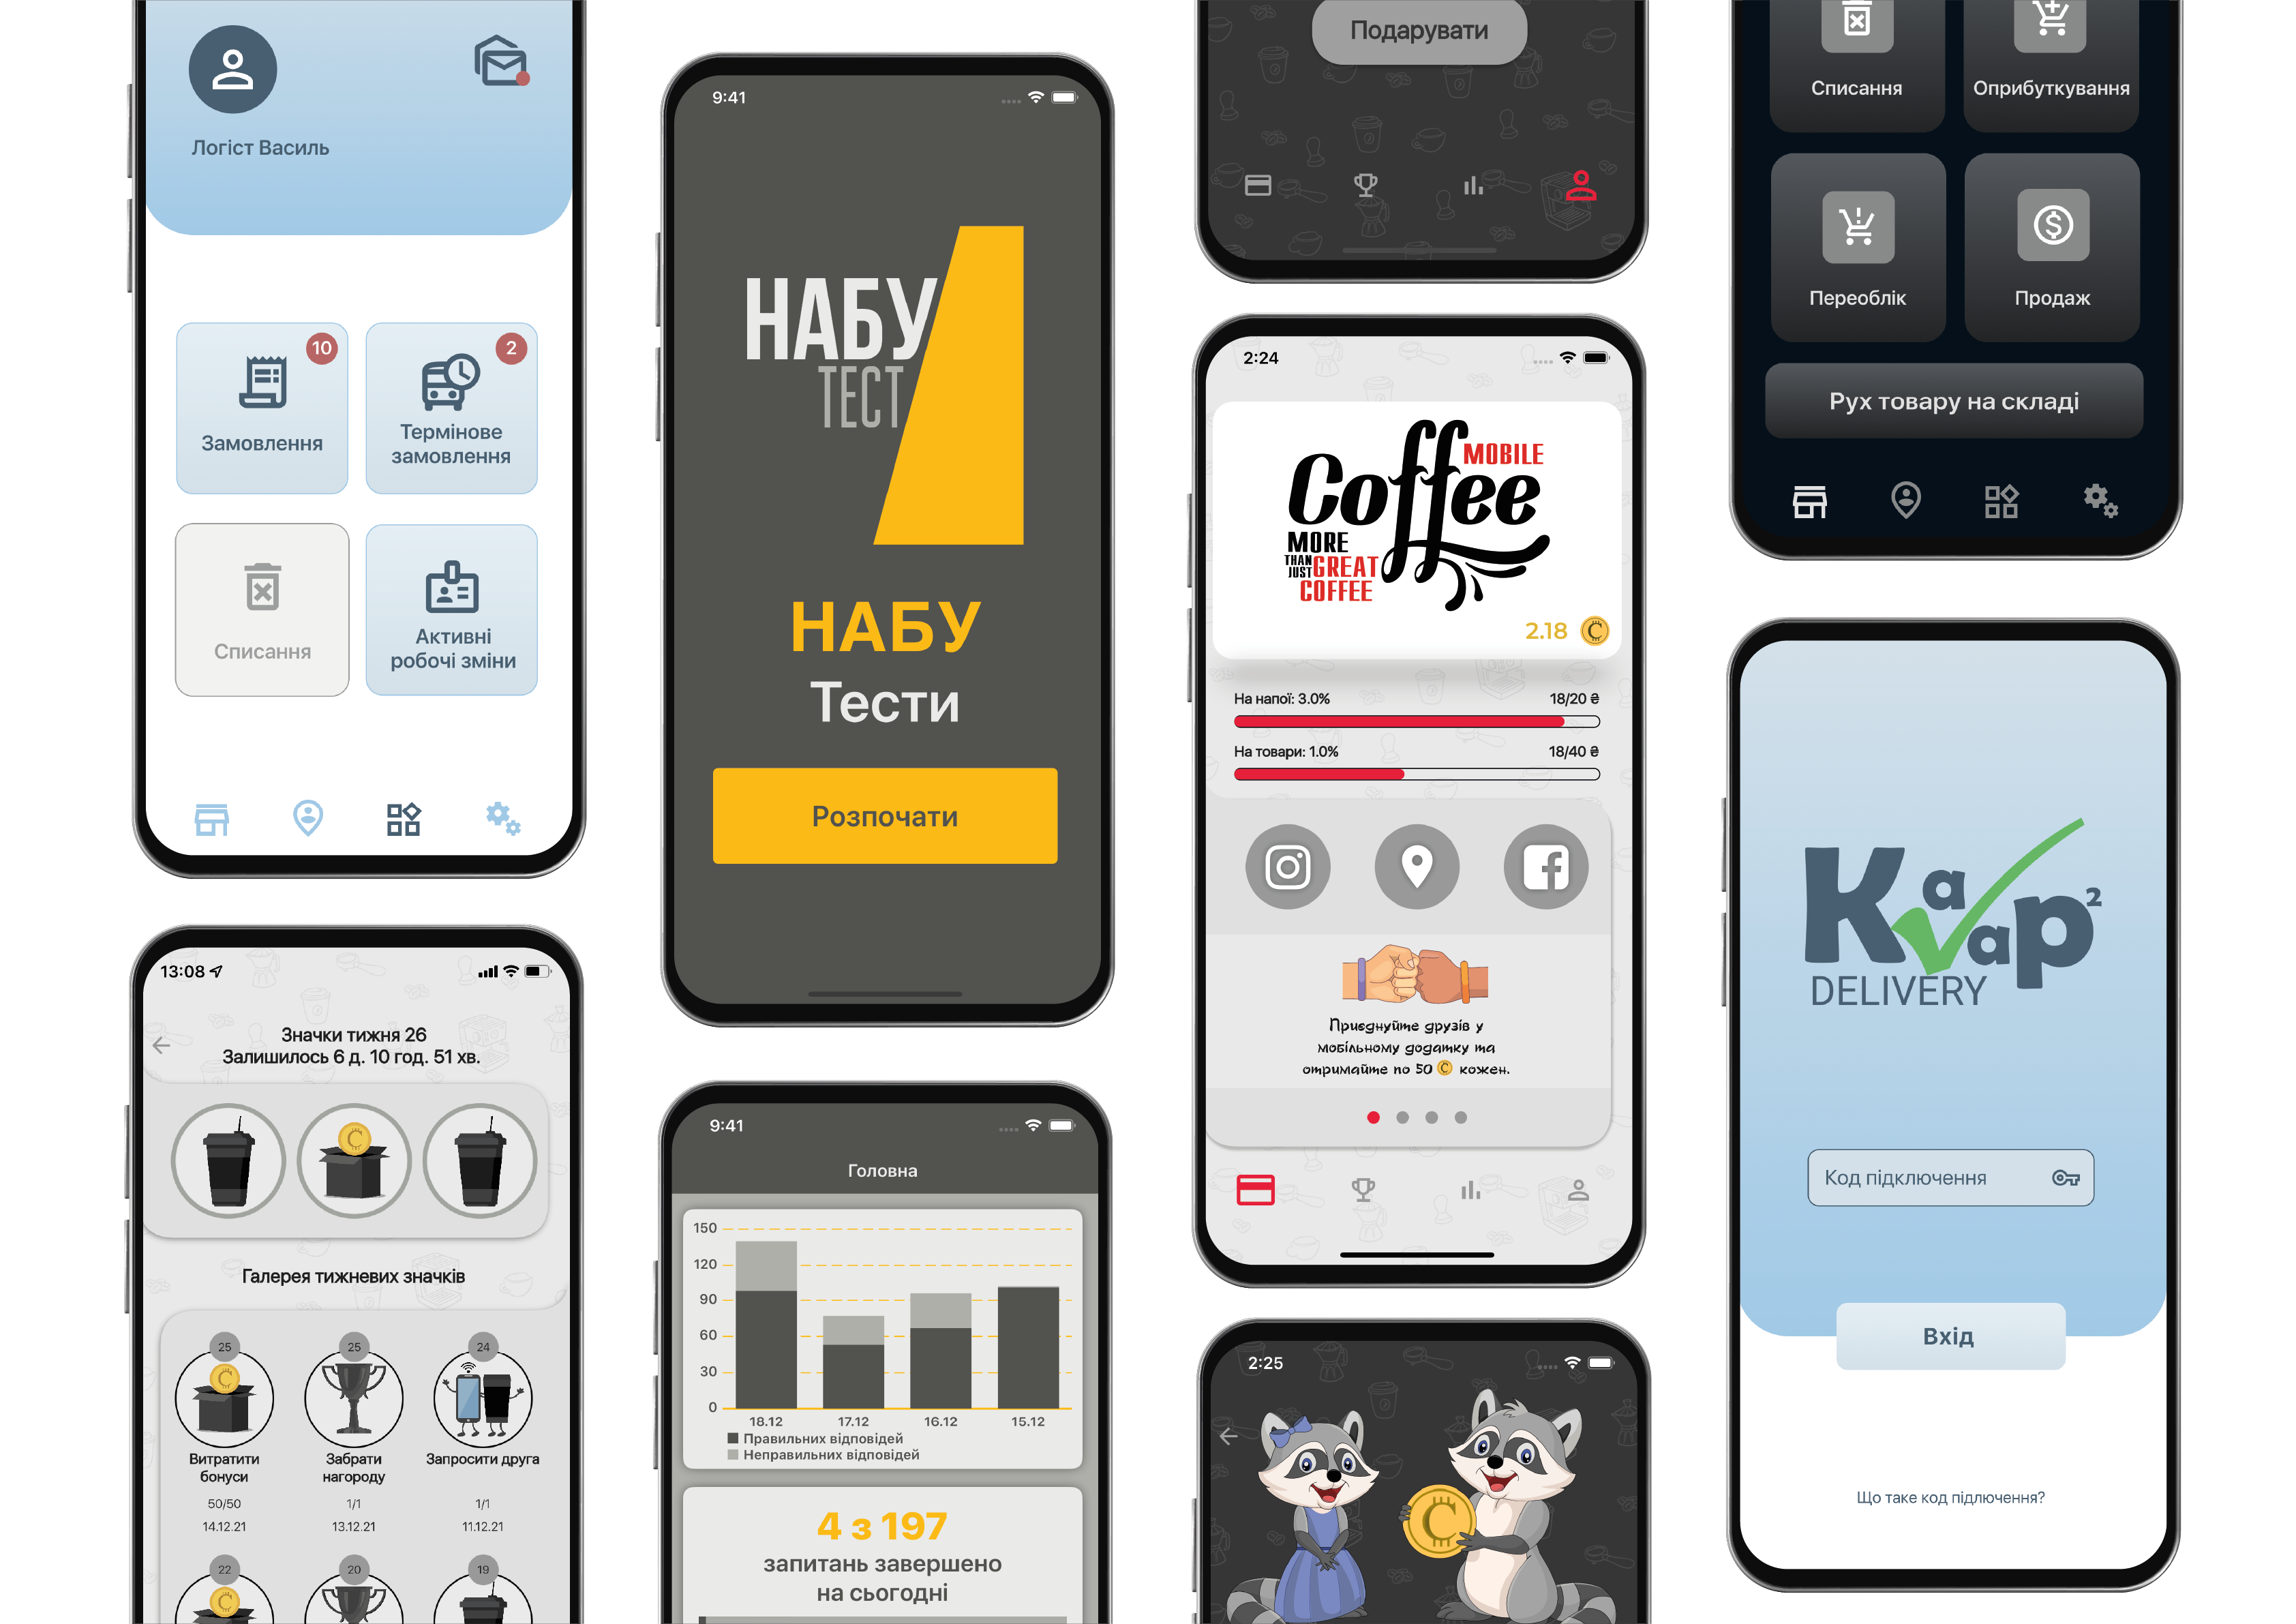 Логіст Василь
10
Замовлення
2
Термінове
замовлення
Списання
Активні
робочі зміни
13:08
Значки тижня 26
Залишилось 6 д. 10 год. 51 хв.
Галерея тижневих значків
25
Витратити
бонуси
50/50
14.12.21
25
Забрати
нагороду
1/1
13.12.21
24
Запросити друга
1/1
11.12.21
22
20
19
9:41
НАБУ
ТЕСТ
НАБУ
Тести
Розпочати
9:41
Головна
150
120
90
60
30
0
18.12
17.12
16.12
15.12
Правильних відповідей
Неправильних відповідей
4 з 197
запитань завершено
на сьогодні
Подарувати
2:24
MOBILE
Coffee
MORE
THAN
JUST GREAT
COFFEE
2.18
На напої: 3.0%
18/20 ₴
На товари: 1.0%
18/40 ₴
Приєднуйте друзів у
мобільному додатку та
отримайте по 50 C кожен.
2:25
Списання
Оприбуткування
Переоблік
Продаж
Рух товару на складі
Kavaap²
DELIVERY
Код підключення
Вхід
Що таке код підлючення?